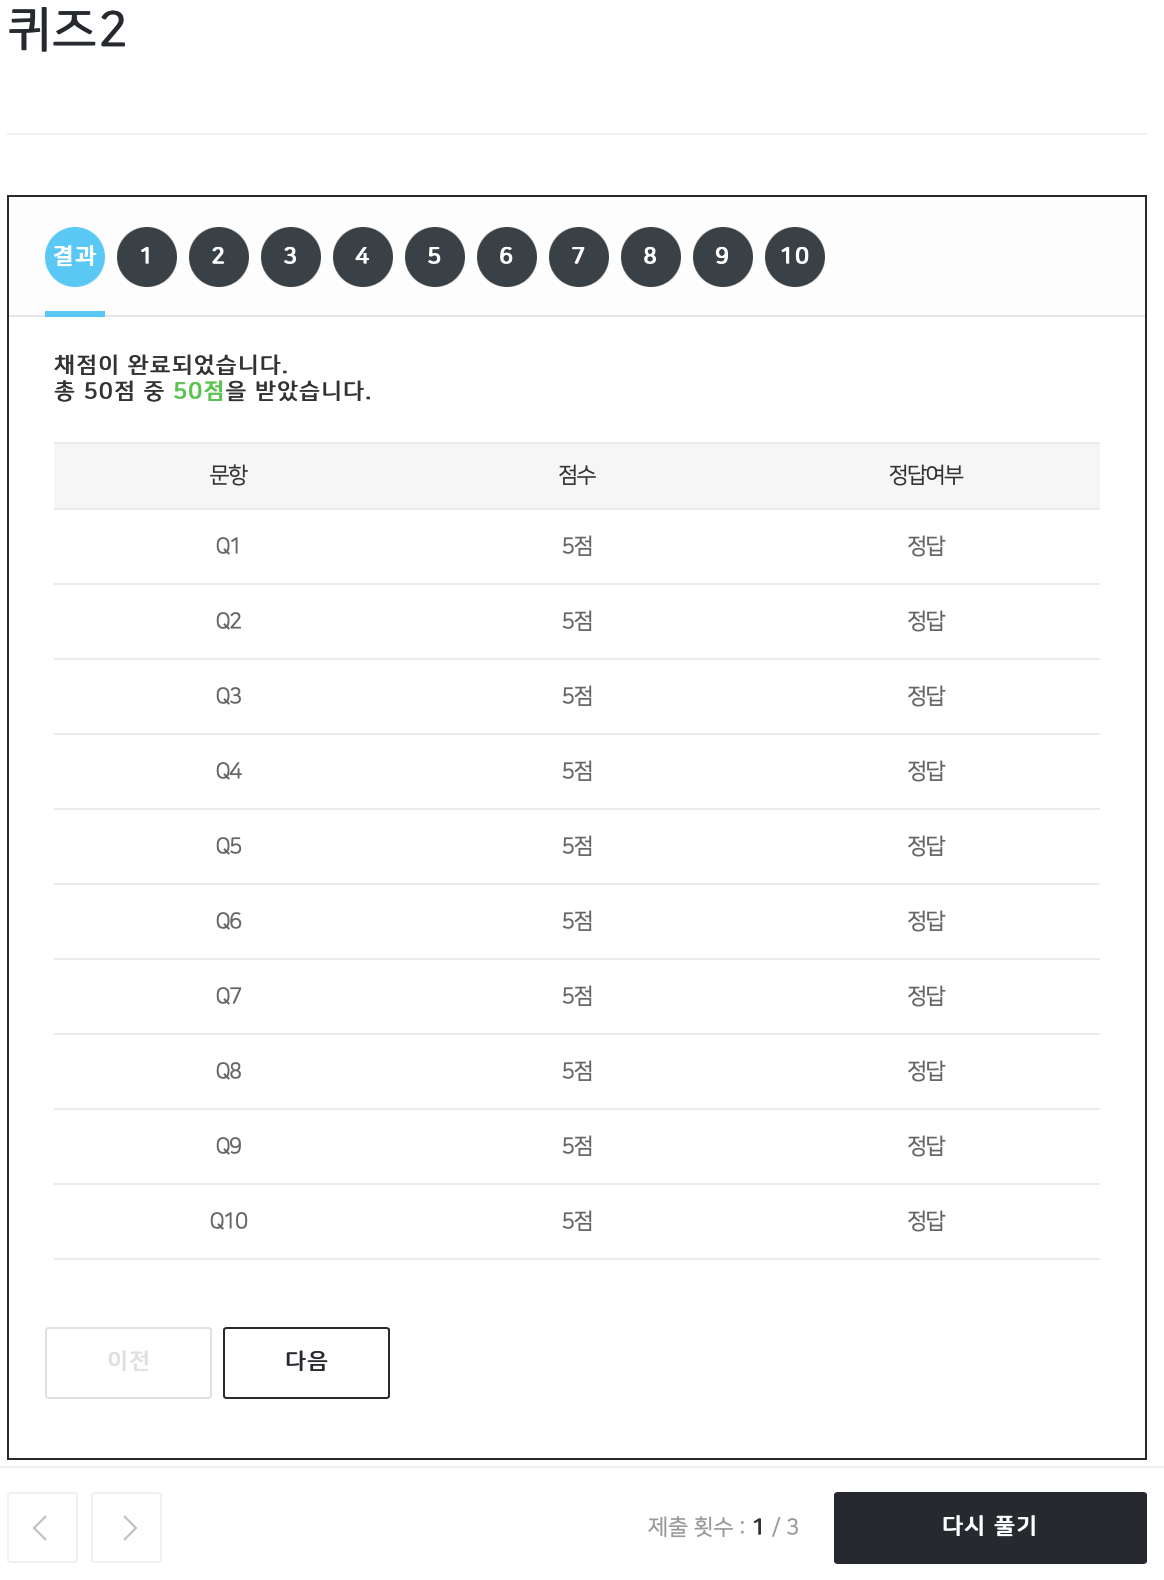 퀴즈2
결과 1 2 3 4 5 6 7 8 9 10
채점이 완료되었습니다.
총 50점 중 50점을 받았습니다.
문항 점수 정답여부
Q1 5점 정답
Q2 5점 정답
Q3 5점 정답
Q4 5점 정답
Q5 5점 정답
Q6 5점 정답
Q7 5점 정답
Q8 5점 정답
Q9 5점 정답
Q10 5점 정답
이전 다음
제출 횟수 : 1 / 3 다시 풀기